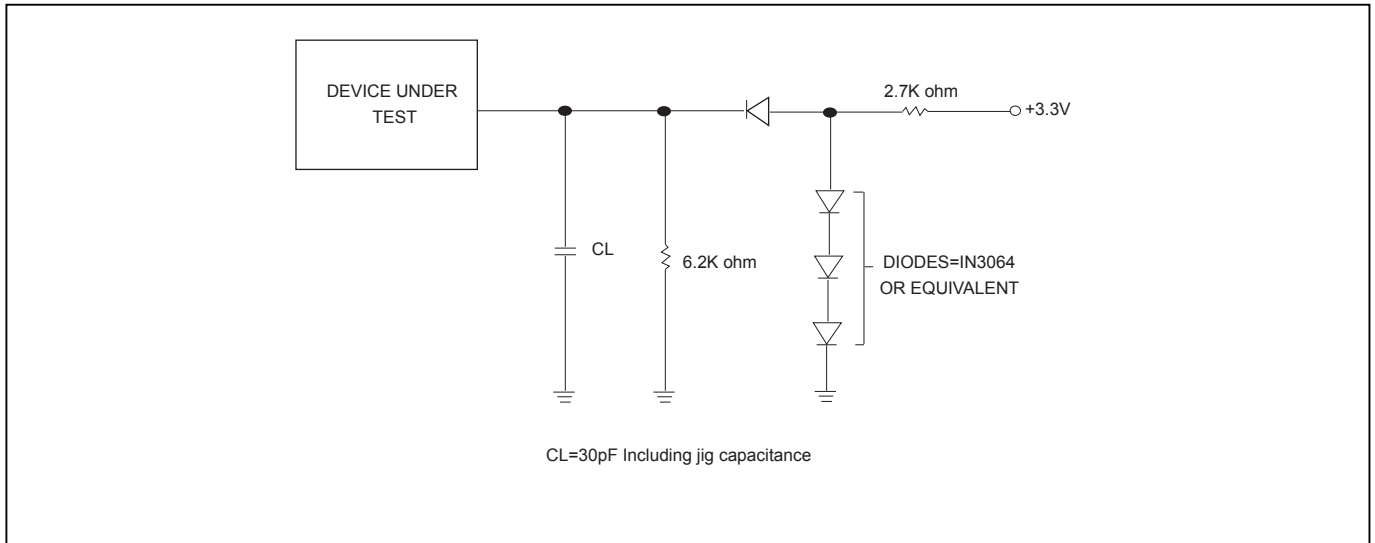 DEVICE UNDER
TEST
2.7K ohm
+3.3V
CL
6.2K ohm
DIODES=IN3064
OR EQUIVALENT
CL=30pF Including jig capacitance